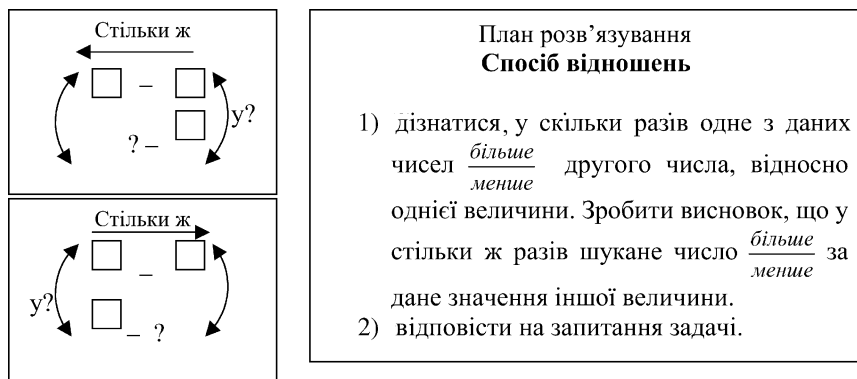 Стільки ж
–
? –
у?
Стільки ж
–
у?
– ?
План розв’язування
Спосіб відношень
1) дізнатися, у скільки разів одне з даних
чисел більше/менше другого числа, відносно
однієї величини. Зробити висновок, що у
стільки ж разів шукане число більше/менше за
дане значення іншої величини.
2) відповісти на запитання задачі.